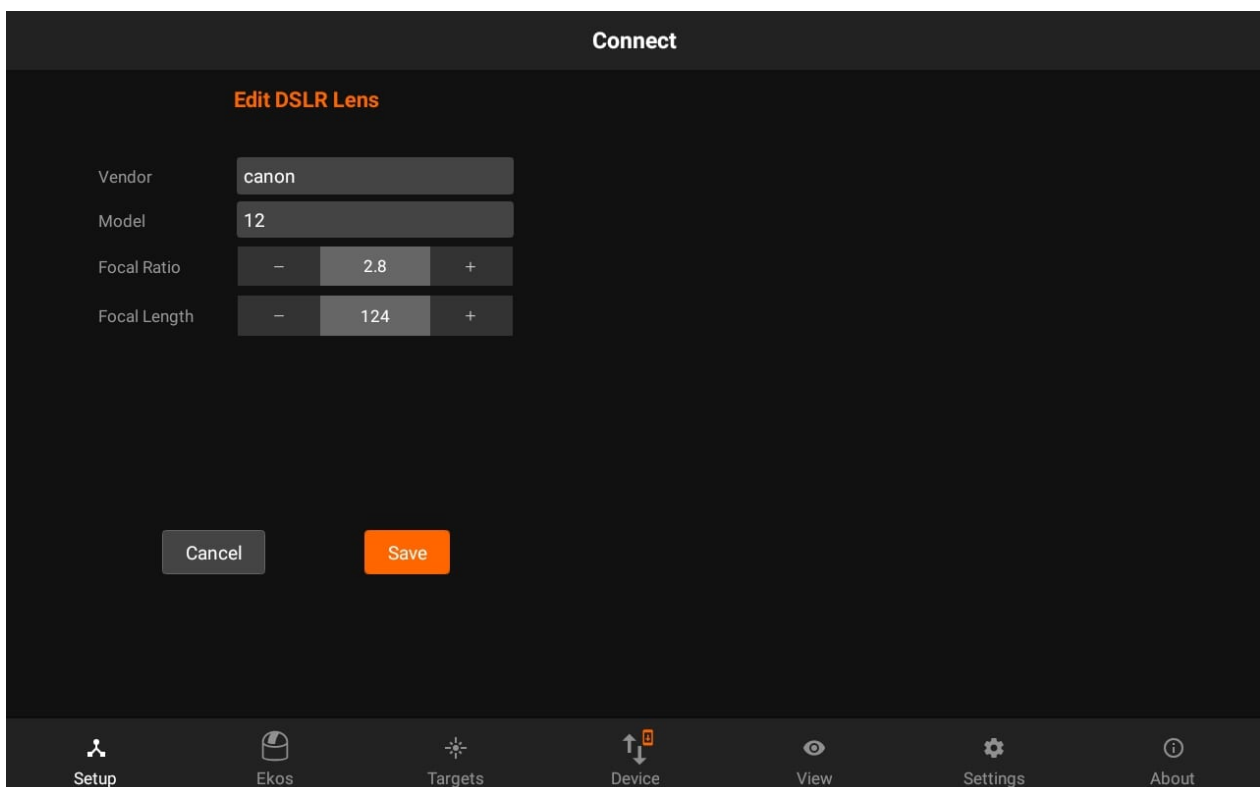 Connect
Edit DSLR Lens
Vendor canon
Model 12
Focal Ratio − 2.8 +
Focal Length − 124 +
Cancel Save
Setup Ekos Targets Device View Settings About